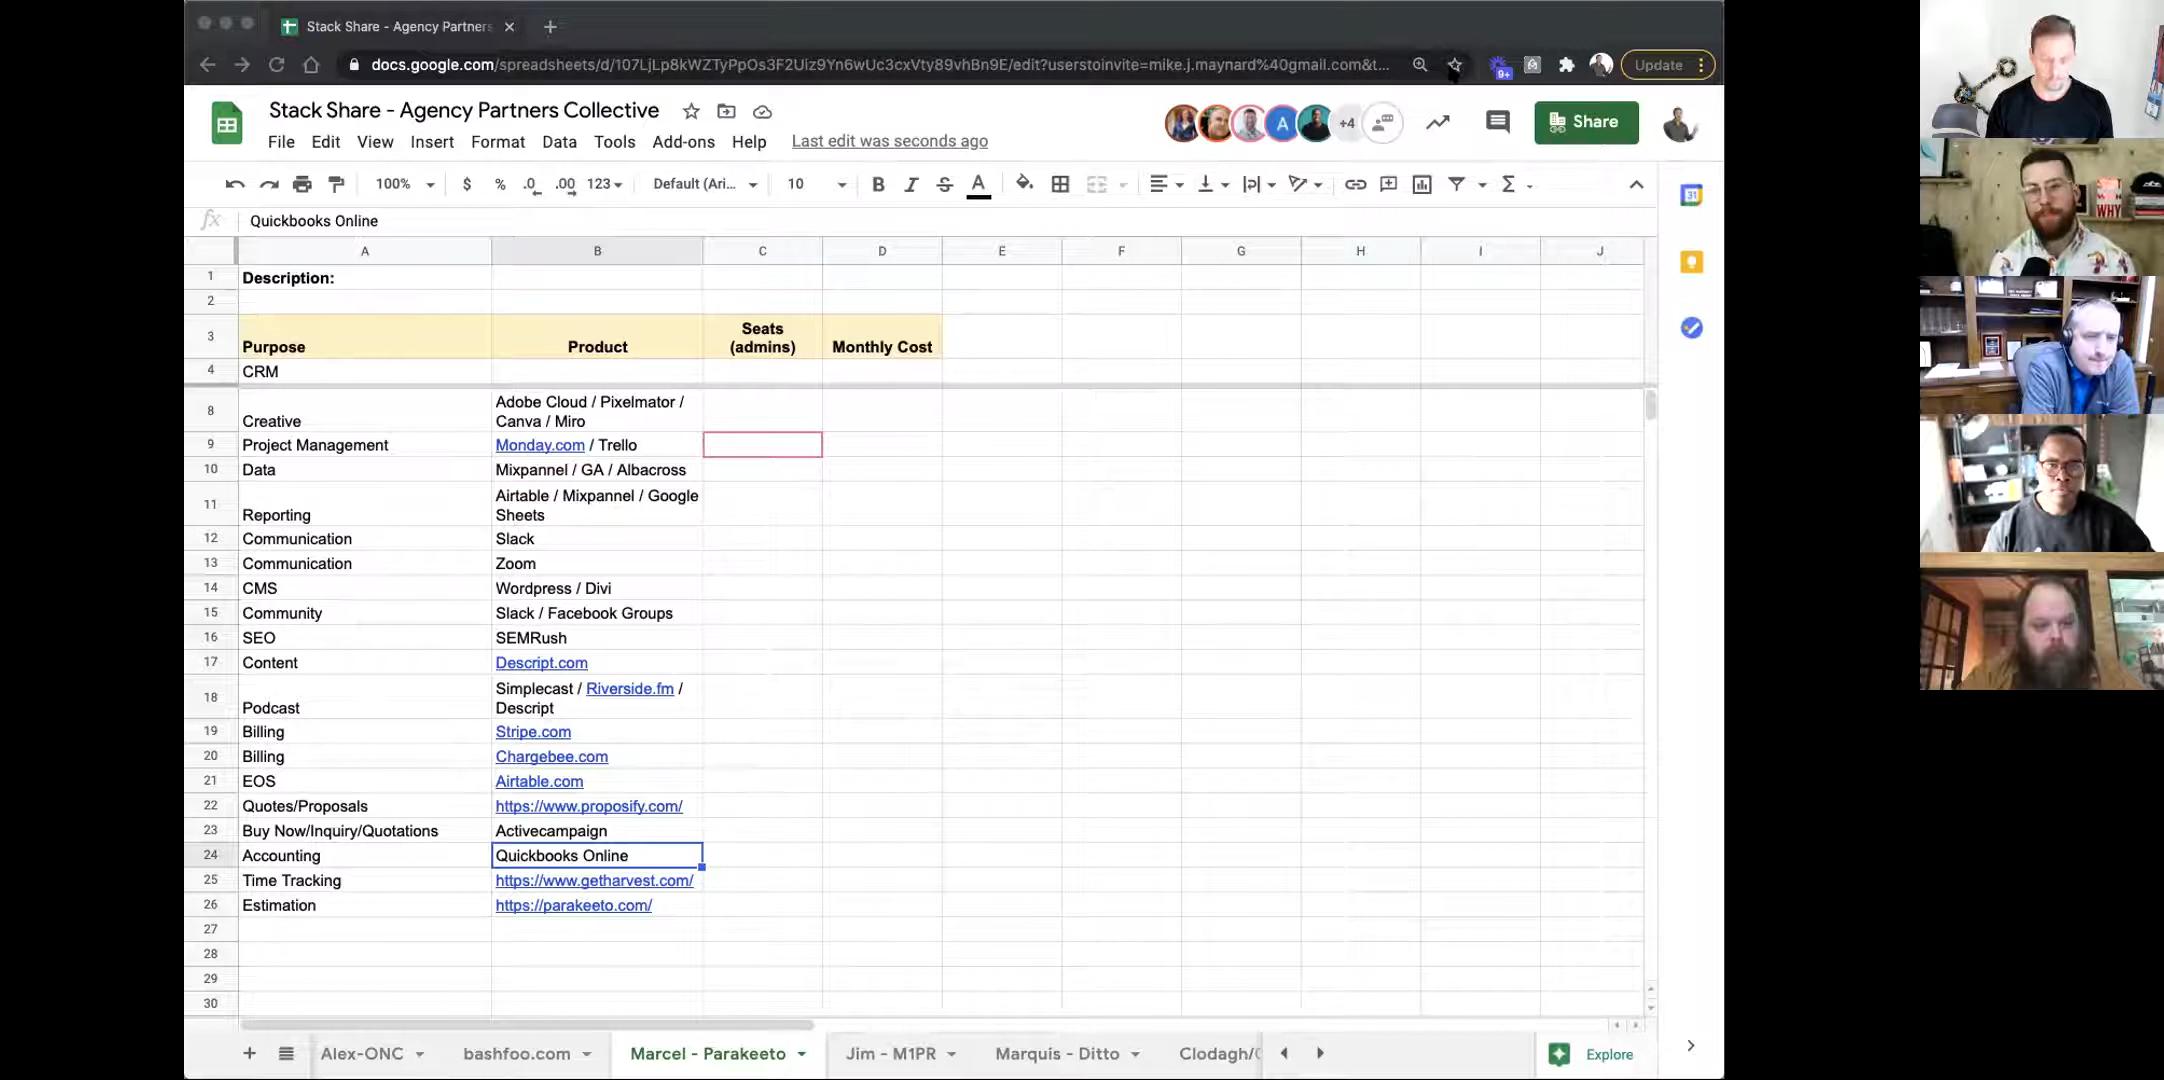 Stack Share - Agency Partners
docs.google.com/spreadsheets/d/107LjLp8kWZTyPpOs3F2Uiz9Yn6wUc3cxVty89vhBn9E/edit?userstoinvite=mike.j.maynard%40gmail.com&t...
9+
Update
Stack Share - Agency Partners Collective
A
+4
Share
File Edit View Insert Format Data Tools Add-ons Help Last edit was seconds ago
100% $ % .0 .00 123 Default (Ari... 10 B I S A Σ
31
fx Quickbooks Online
A B C D E F G H I J
1 Description:
2
3 Purpose Product Seats (admins) Monthly Cost
4 CRM
8 Creative Adobe Cloud / Pixelmator / Canva / Miro
9 Project Management Monday.com / Trello
10 Data Mixpannel / GA / Albacross
11 Reporting Airtable / Mixpannel / Google Sheets
12 Communication Slack
13 Communication Zoom
14 CMS Wordpress / Divi
15 Community Slack / Facebook Groups
16 SEO SEMRush
17 Content Descript.com
18 Podcast Simplecast / Riverside.fm / Descript
19 Billing Stripe.com
20 Billing Chargebee.com
21 EOS Airtable.com
22 Quotes/Proposals https://www.proposify.com/
23 Buy Now/Inquiry/Quotations Activecampaign
24 Accounting Quickbooks Online
25 Time Tracking https://www.getharvest.com/
26 Estimation https://parakeeto.com/
27
28
29
30
Alex-ONC bashfoo.com Marcel - Parakeeto Jim - M1PR Marquis - Ditto Clodagh/
Explore
WHY